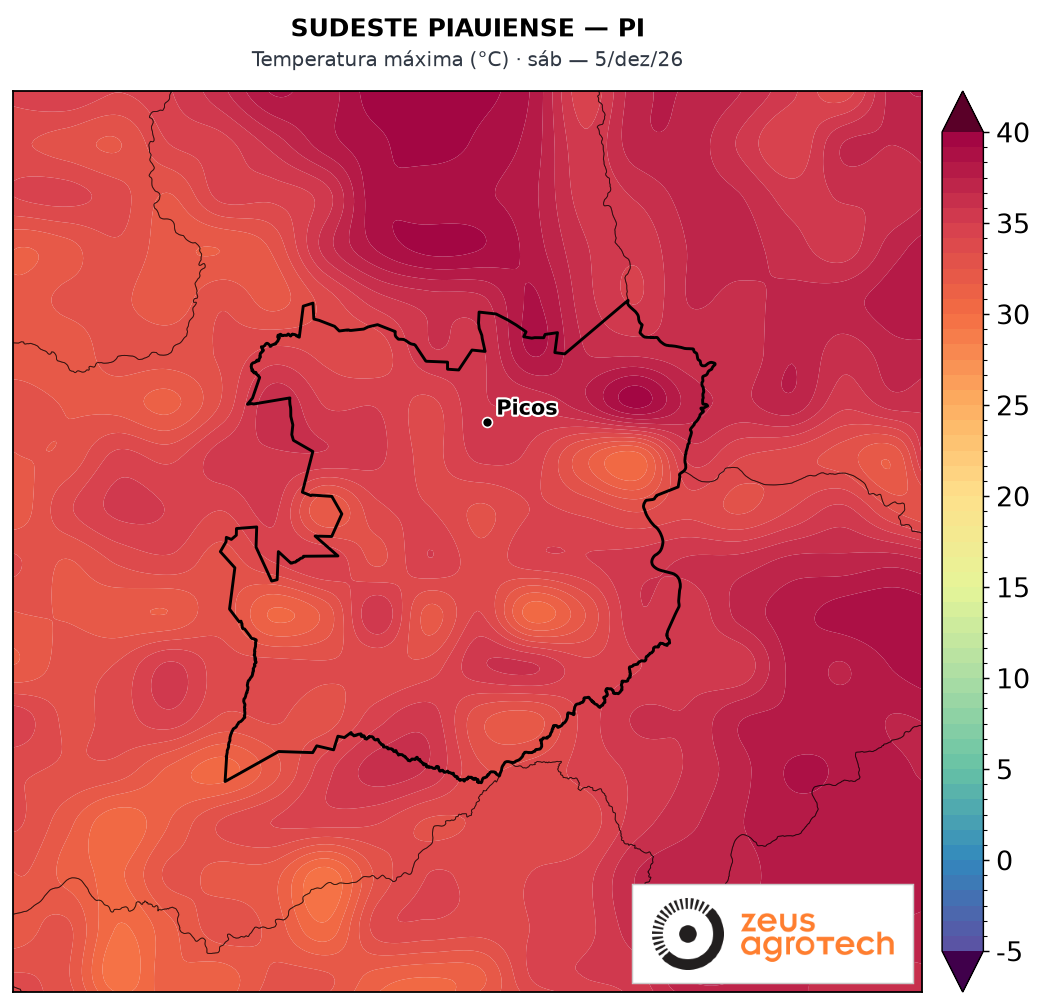 SUDESTE PIAUIENSE — PI
Temperatura máxima (°C) · sáb — 5/dez/26
Picos
40
35
30
25
20
15
10
5
0
-5
zeus
agrotech